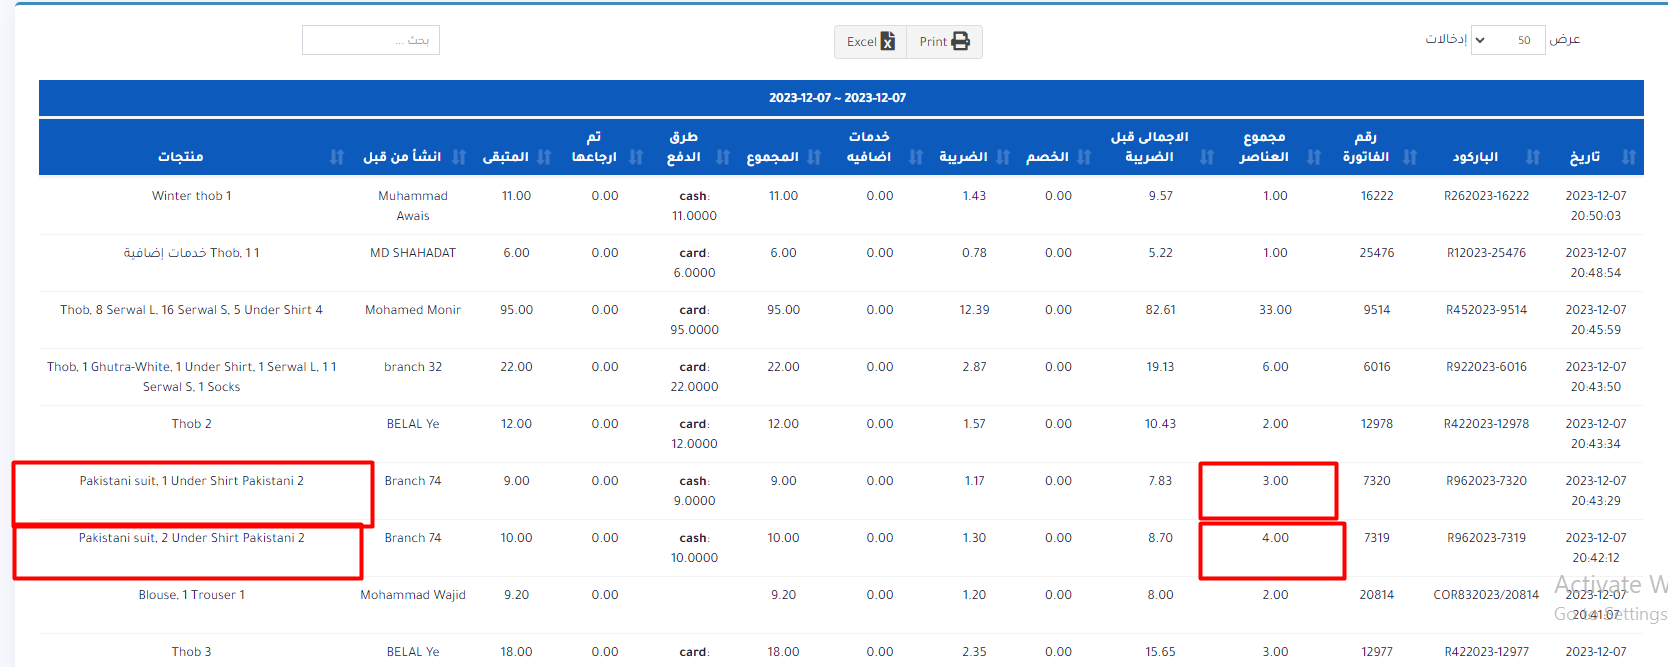 عرض 50 إدخالات
Print Excel
بحث ...
2023-12-07 ~ 2023-12-07
تاريخ الباركود رقم الفاتورة مجموع العناصر الاجمالى قبل الضريبة الخصم الضريبة خدمات اضافيه المجموع طرق الدفع تم ارجاعها المتبقى انشأ من قبل منتجات
2023-12-07 20:50:03 R262023-16222 16222 1.00 9.57 0.00 1.43 0.00 11.00 cash: 11.0000 0.00 11.00 Muhammad Awais Winter thob 1
2023-12-07 20:48:54 R12023-25476 25476 1.00 5.22 0.00 0.78 0.00 6.00 card: 6.0000 0.00 6.00 MD SHAHADAT خدمات إضافية Thob, 1 1
2023-12-07 20:45:59 R452023-9514 9514 33.00 82.61 0.00 12.39 0.00 95.00 card: 95.0000 0.00 95.00 Mohamed Monir Thob, 8 Serwal L, 16 Serwal S, 5 Under Shirt 4
2023-12-07 20:43:50 R922023-6016 6016 6.00 19.13 0.00 2.87 0.00 22.00 card: 22.0000 0.00 22.00 branch 32 Thob, 1 Ghutra-White, 1 Under Shirt, 1 Serwal L, 1 1 Serwal S, 1 Socks
2023-12-07 20:43:34 R422023-12978 12978 2.00 10.43 0.00 1.57 0.00 12.00 card: 12.0000 0.00 12.00 BELAL Ye Thob 2
2023-12-07 20:43:29 R962023-7320 7320 3.00 7.83 0.00 1.17 0.00 9.00 cash: 9.0000 0.00 9.00 Branch 74 Pakistani suit, 1 Under Shirt Pakistani 2
2023-12-07 20:42:12 R962023-7319 7319 4.00 8.70 0.00 1.30 0.00 10.00 cash: 10.0000 0.00 10.00 Branch 74 Pakistani suit, 2 Under Shirt Pakistani 2
2023-12-07 20:41:07 COR832023/20814 20814 2.00 8.00 0.00 1.20 0.00 9.20 0.00 9.20 Mohammad Wajid Blouse, 1 Trouser 1
2023-12-07 R422023-12977 12977 3.00 15.65 0.00 2.35 0.00 18.00 card: 0.00 18.00 BELAL Ye Thob 3
Activate W
Go to Settings